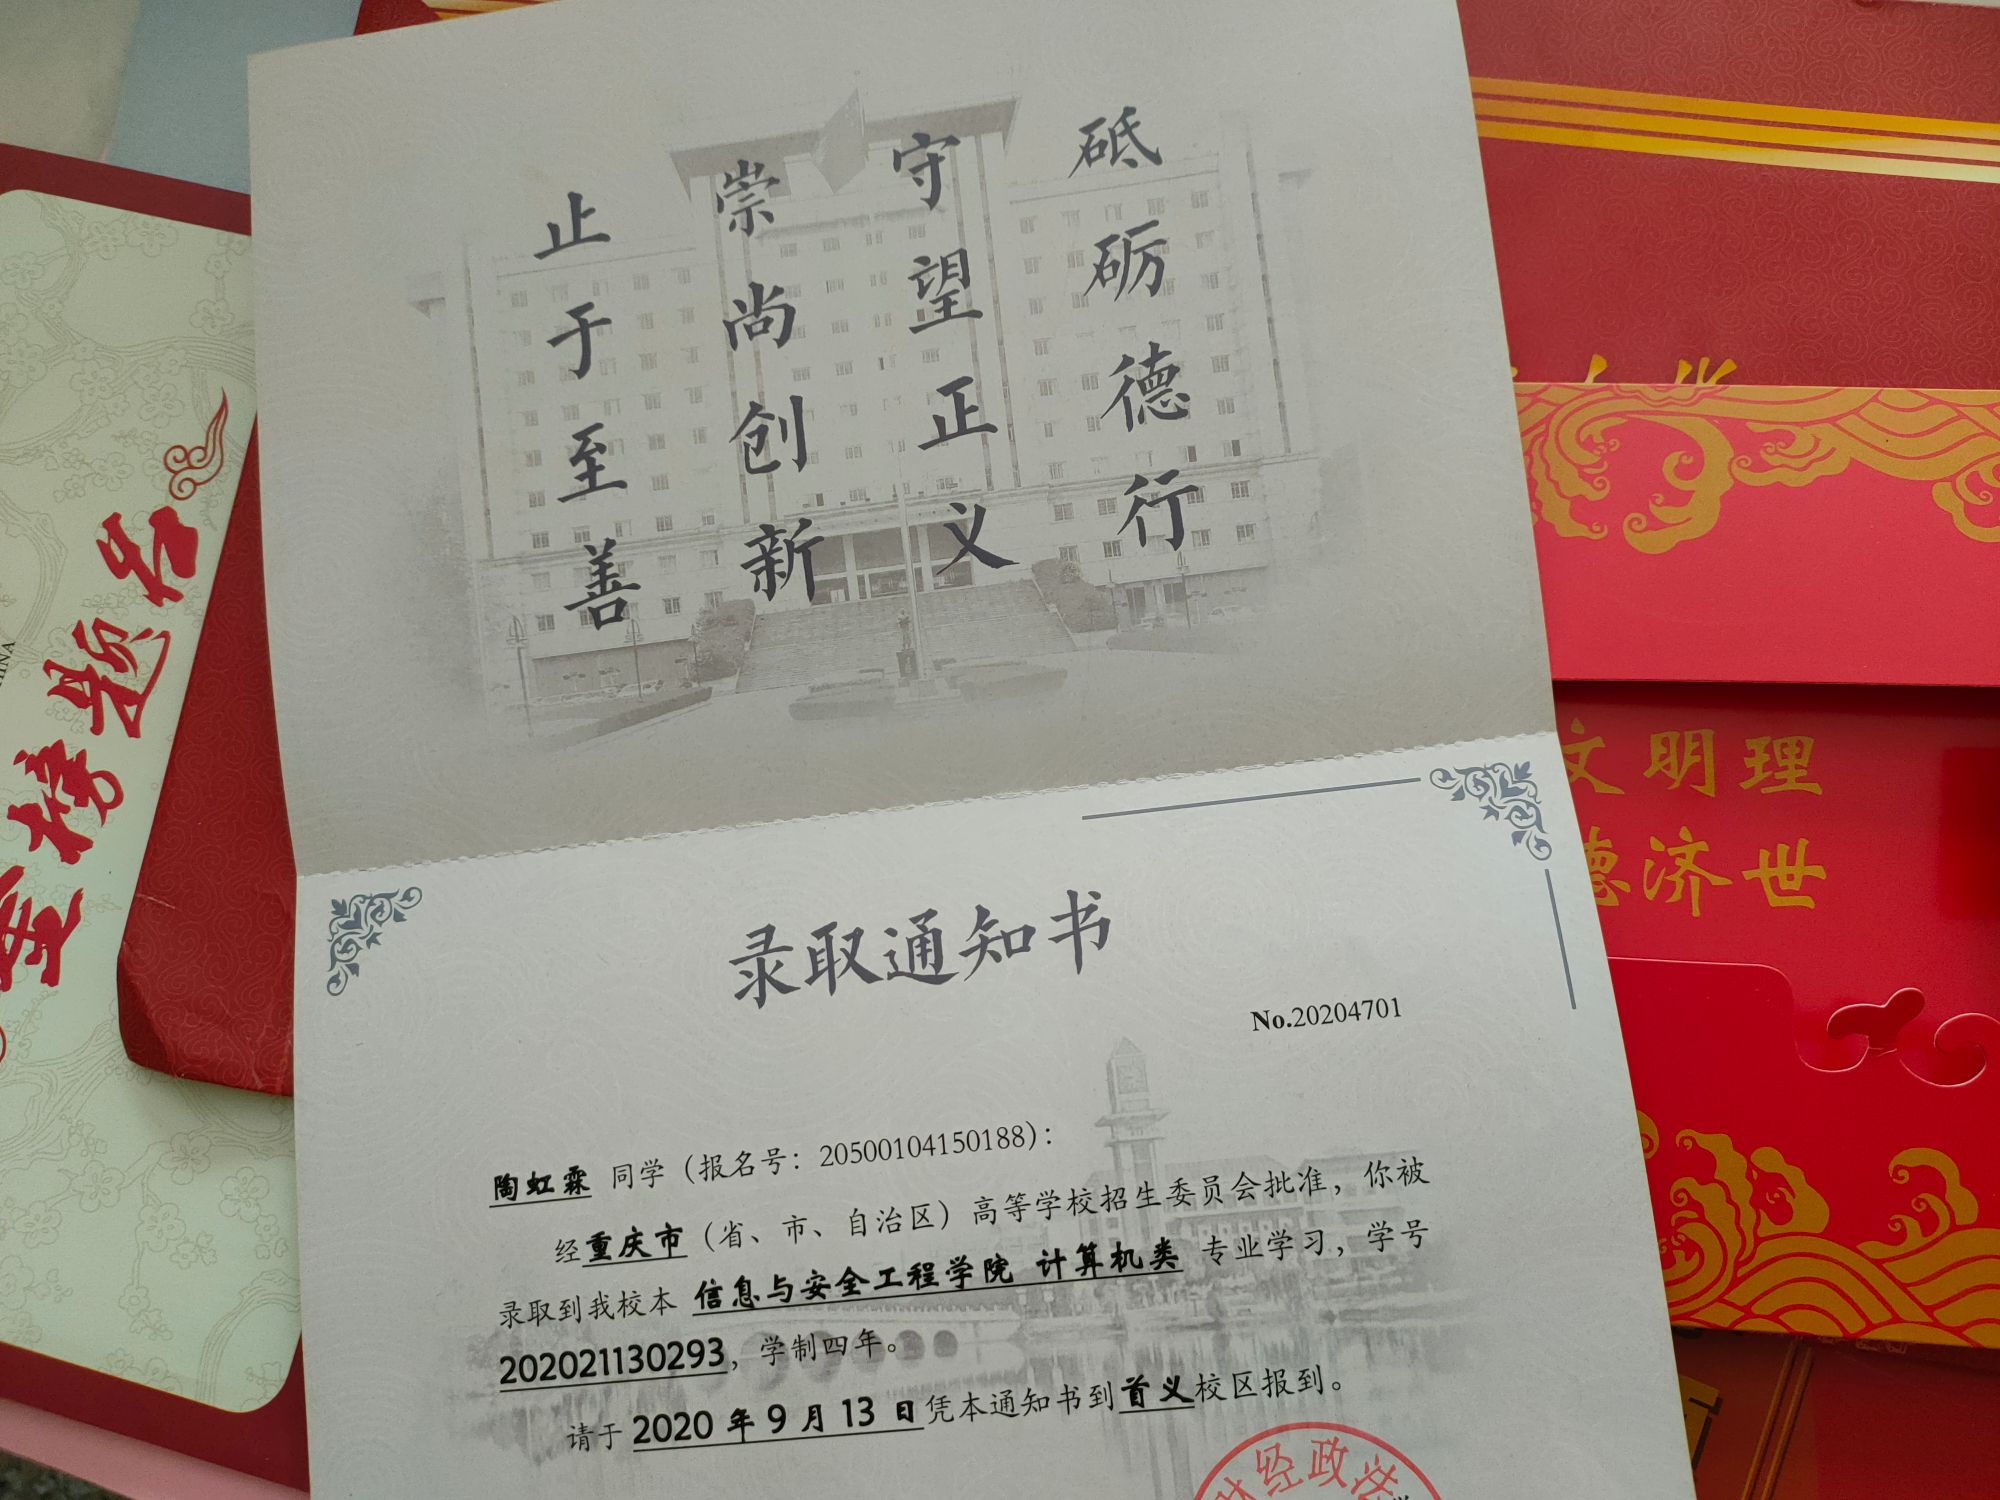 砥砺德行
守望正义
崇尚创新
止于至善
录取通知书
No.20204701
陶虹霖 同学（报名号：20500104150188）：
经重庆市（省、市、自治区）高等学校招生委员会批准，你被
录取到我校本 信息与安全工程学院 计算机类 专业学习，学号
202021130293，学制四年。
请于 2020 年 9 月 13 日凭本通知书到首义校区报到。
财经政法
金榜题名
文明理
德济世